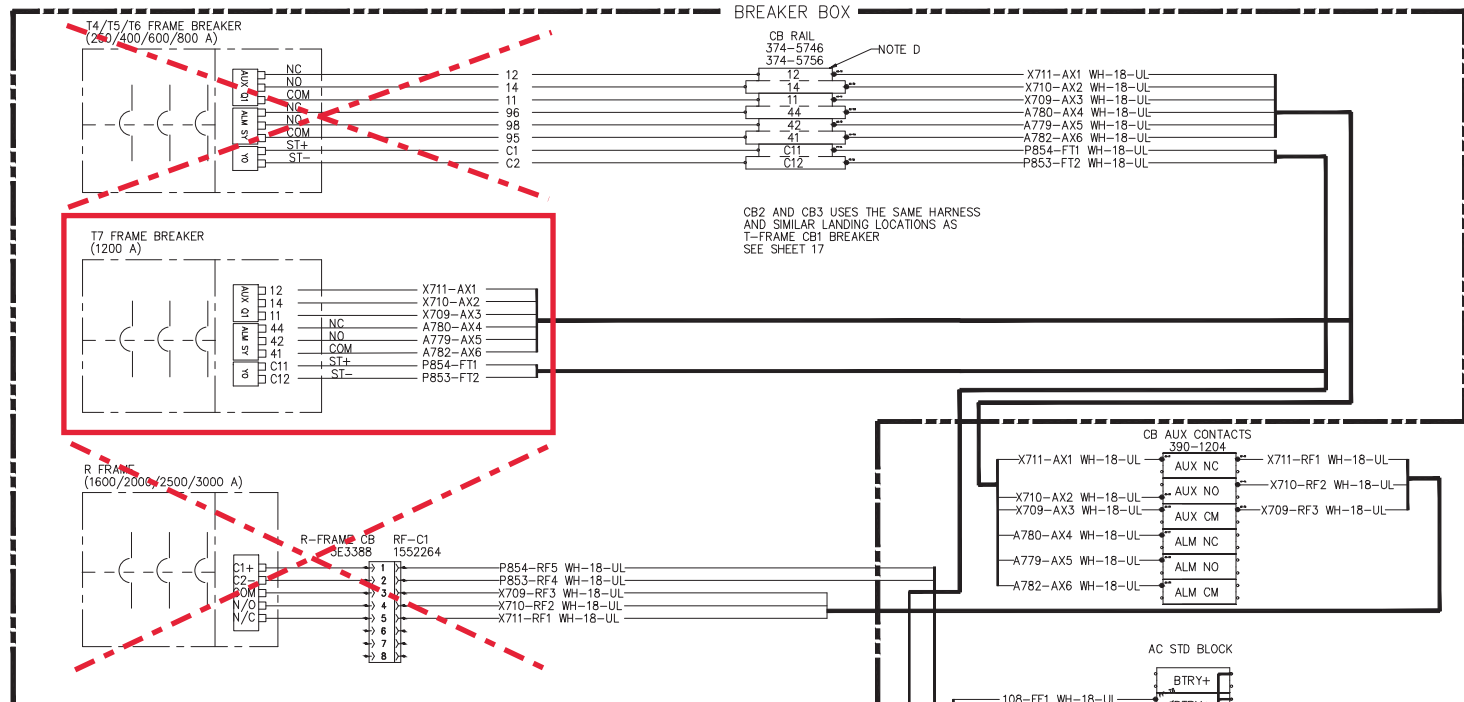 BREAKER BOX
T4/T5/T6 FRAME BREAKER
(250/400/600/800 A)
CB RAIL
374-5746
374-5756
NOTE D
AUX Q1
ALM SY
YO
NC 12 12 X711-AX1 WH-18-UL
NO 14 14 X710-AX2 WH-18-UL
COM 11 11 X709-AX3 WH-18-UL
NC 96 44 A780-AX4 WH-18-UL
NO 98 42 A779-AX5 WH-18-UL
COM 95 41 A782-AX6 WH-18-UL
ST+ C1 C11 P854-FT1 WH-18-UL
ST- C2 C12 P853-FT2 WH-18-UL
CB2 AND CB3 USES THE SAME HARNESS
AND SIMILAR LANDING LOCATIONS AS
T-FRAME CB1 BREAKER
SEE SHEET 17
T7 FRAME BREAKER
(1200 A)
AUX Q1
ALM SY
YO
12 X711-AX1
14 X710-AX2
11 X709-AX3
44 NC A780-AX4
42 NO A779-AX5
41 COM A782-AX6
C11 ST+ P854-FT1
C12 ST- P853-FT2
CB AUX CONTACTS
390-1204
X711-AX1 WH-18-UL AUX NC X711-RF1 WH-18-UL
X710-AX2 WH-18-UL AUX NO X710-RF2 WH-18-UL
X709-AX3 WH-18-UL AUX CM X709-RF3 WH-18-UL
A780-AX4 WH-18-UL ALM NC
A779-AX5 WH-18-UL ALM NO
A782-AX6 WH-18-UL ALM CM
R FRAME
(1600/2000/2500/3000 A)
R-FRAME CB RF-C1
3E3388 1552264
C1+ 1 P854-RF5 WH-18-UL
C2- 2 P853-RF4 WH-18-UL
COM 3 X709-RF3 WH-18-UL
N/O 4 X710-RF2 WH-18-UL
N/C 5 X711-RF1 WH-18-UL
6
7
8
AC STD BLOCK
BTRY+
108-FF1 WH-18-UL